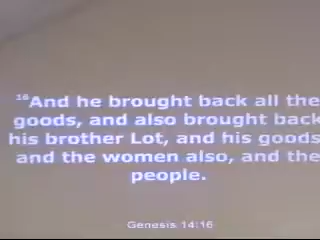 16And he brought back all the
goods, and also brought back
his brother Lot, and his goods
and the women also, and the
people.
Genesis 14:16